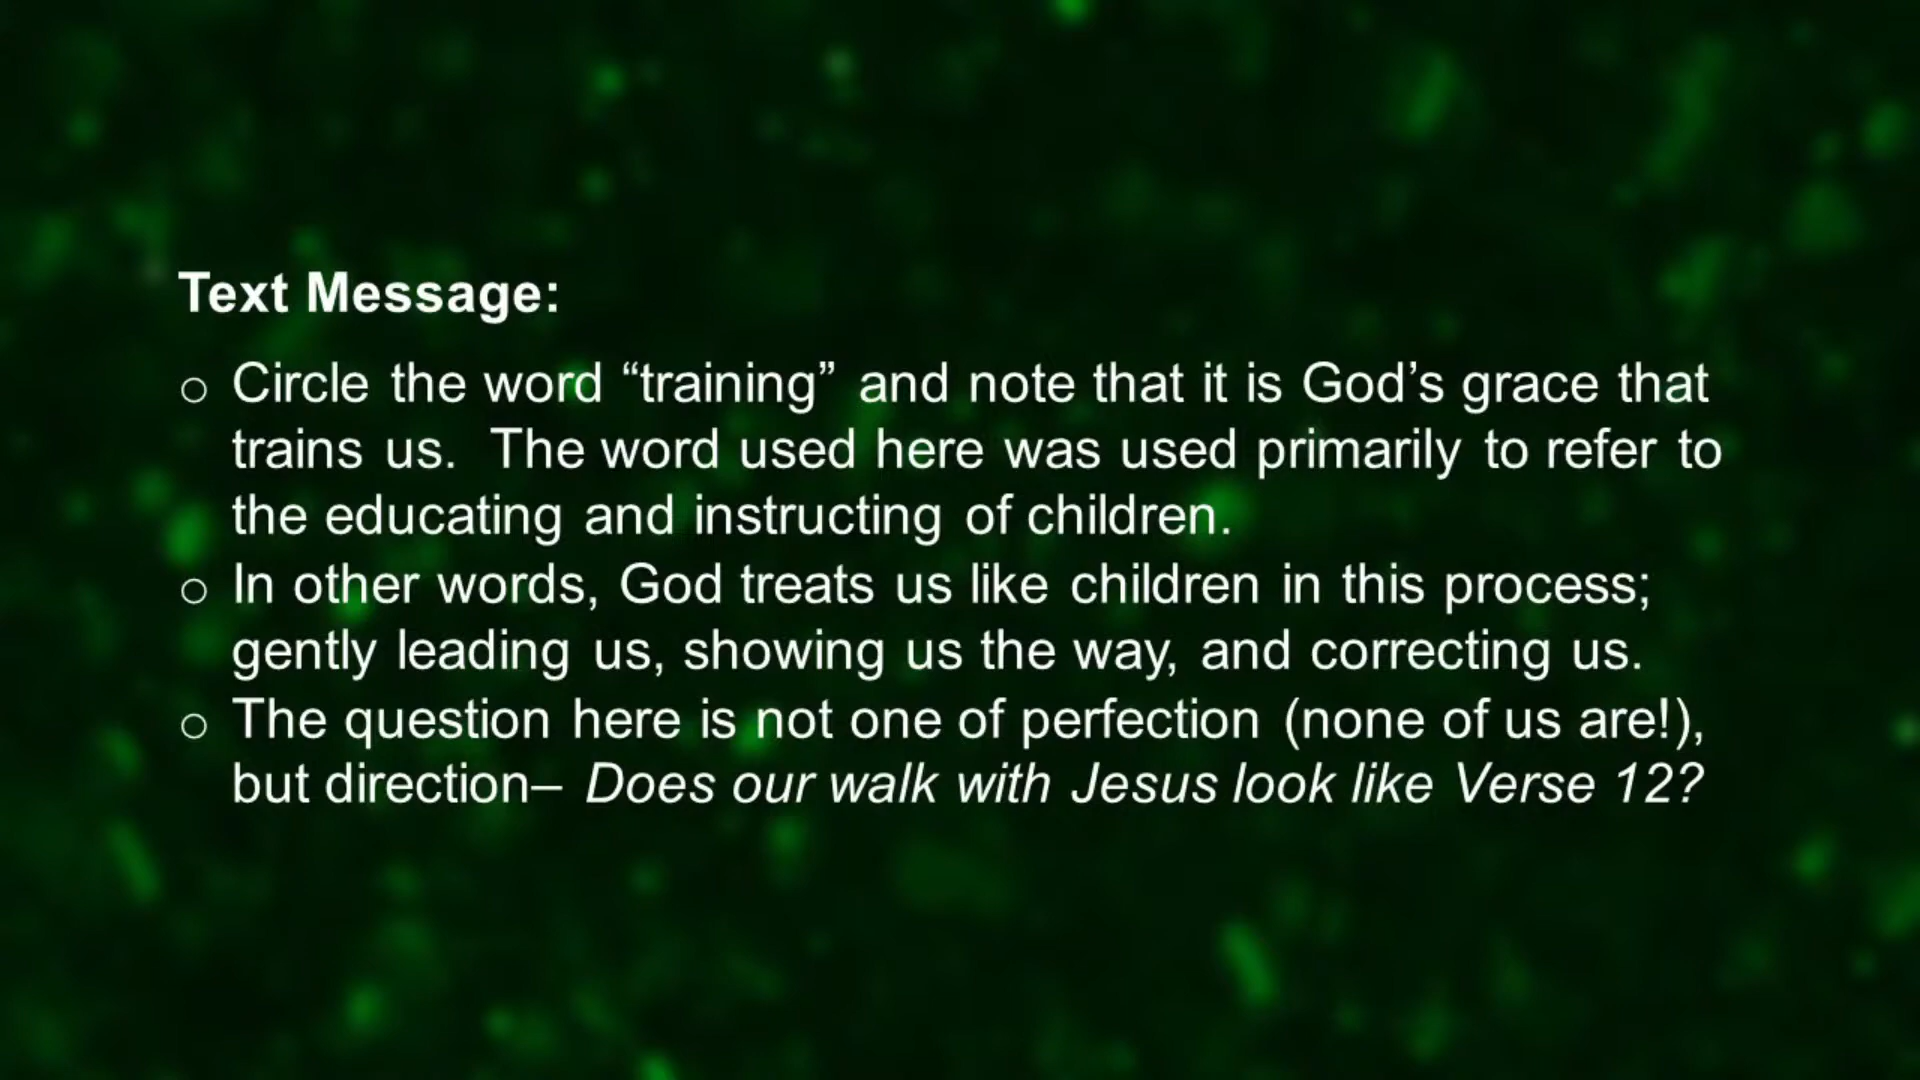 Text Message:
○ Circle the word “training” and note that it is God’s grace that
trains us.  The word used here was used primarily to refer to
the educating and instructing of children.
○ In other words, God treats us like children in this process;
gently leading us, showing us the way, and correcting us.
○ The question here is not one of perfection (none of us are!),
but direction– Does our walk with Jesus look like Verse 12?